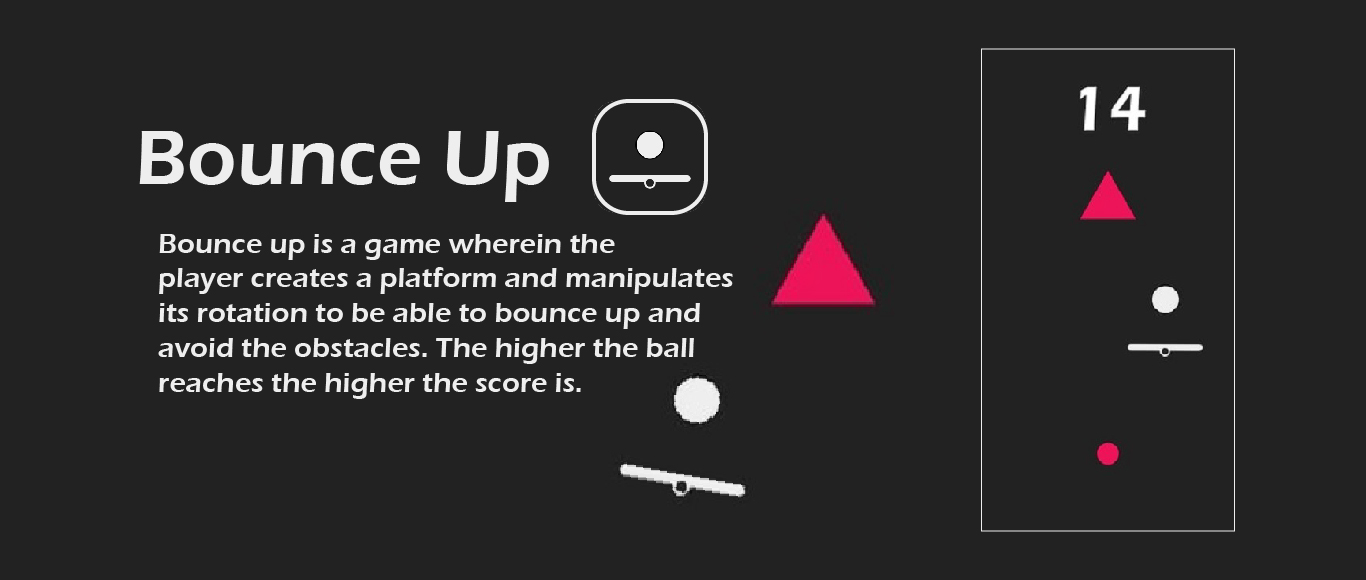 Bounce Up
Bounce up is a game wherein the
player creates a platform and manipulates
its rotation to be able to bounce up and
avoid the obstacles. The higher the ball
reaches the higher the score is.
14